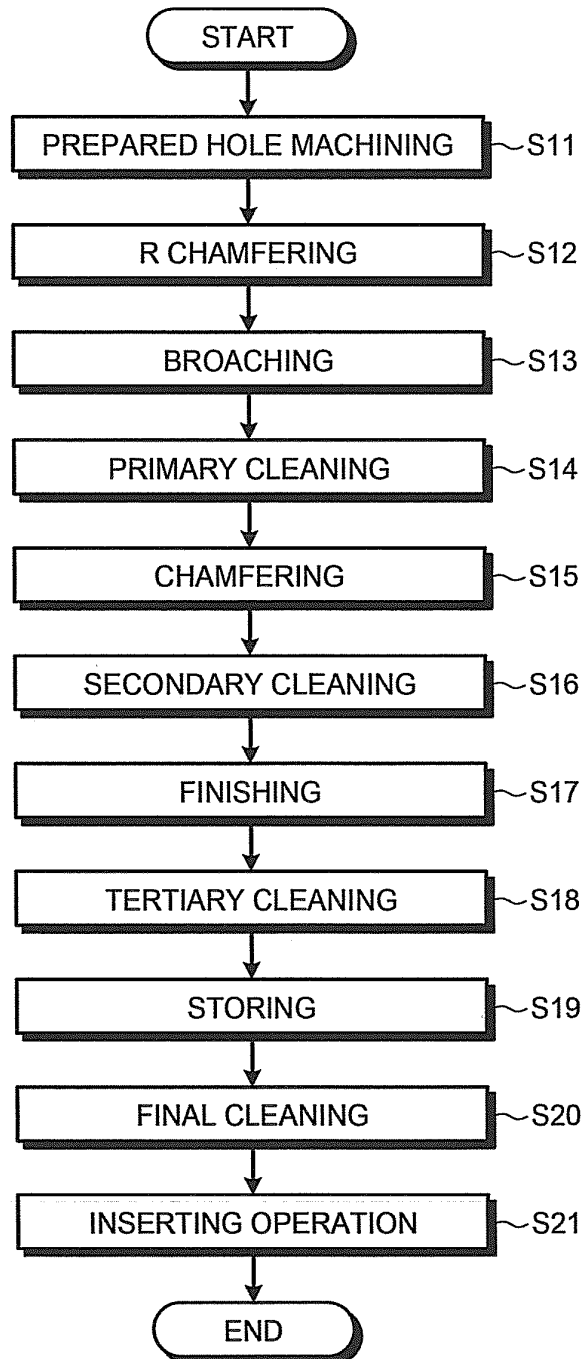 START
PREPARED HOLE MACHINING S11
R CHAMFERING S12
BROACHING S13
PRIMARY CLEANING S14
CHAMFERING S15
SECONDARY CLEANING S16
FINISHING S17
TERTIARY CLEANING S18
STORING S19
FINAL CLEANING S20
INSERTING OPERATION S21
END